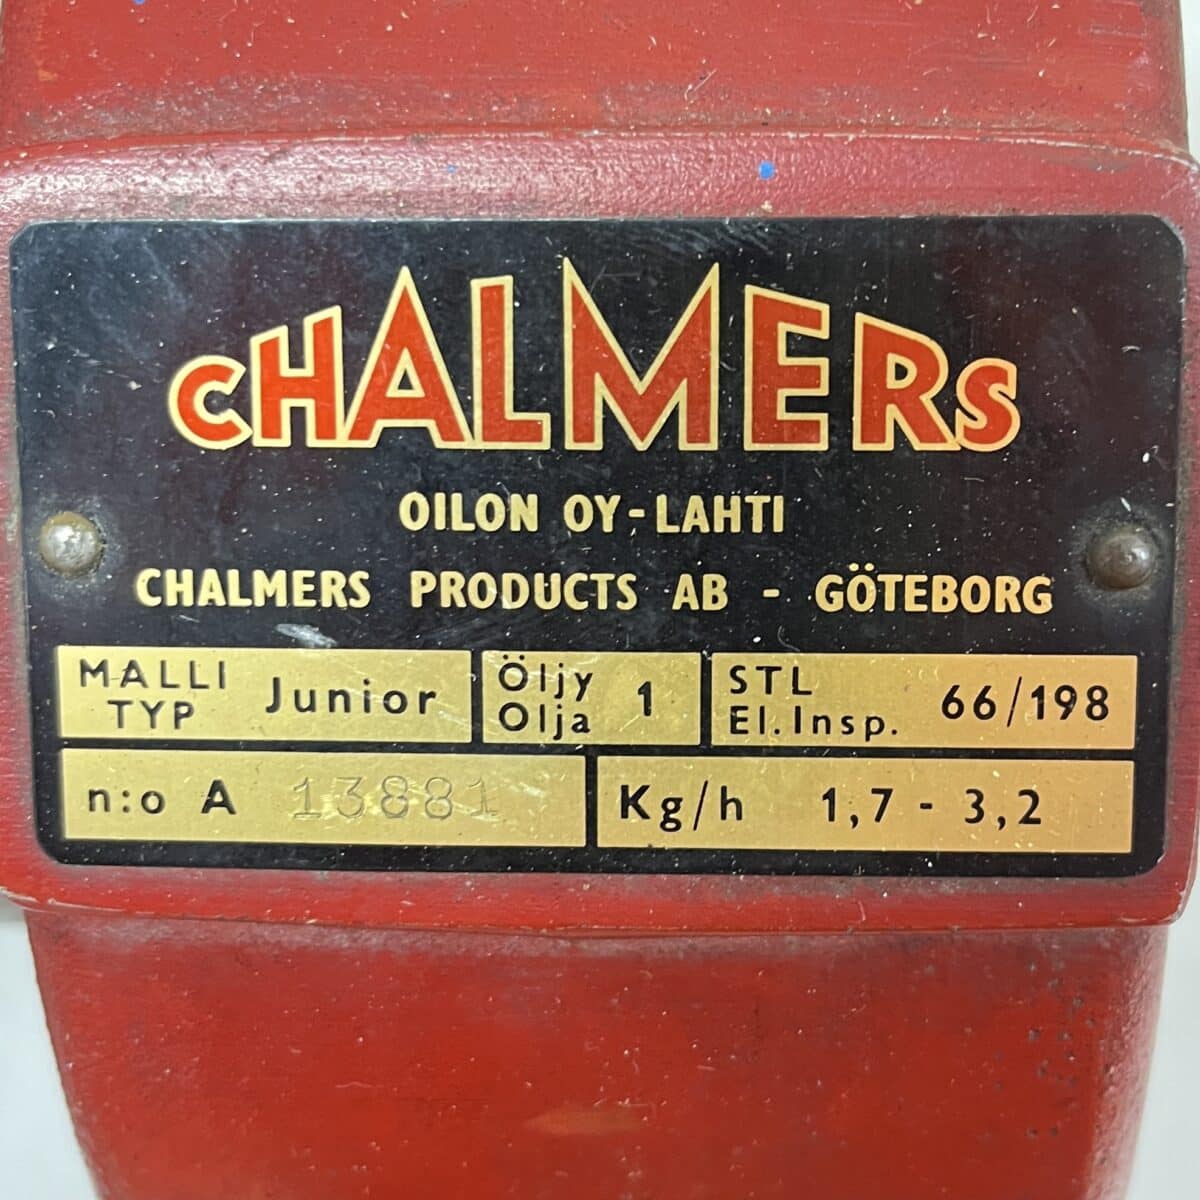 CHALMERS
OILON OY-LAHTI
CHALMERS PRODUCTS AB - GÖTEBORG
MALLI TYP Junior
Öljy Olja 1
STL El. Insp. 66/198
n:o A 13881
Kg/h 1,7 - 3,2